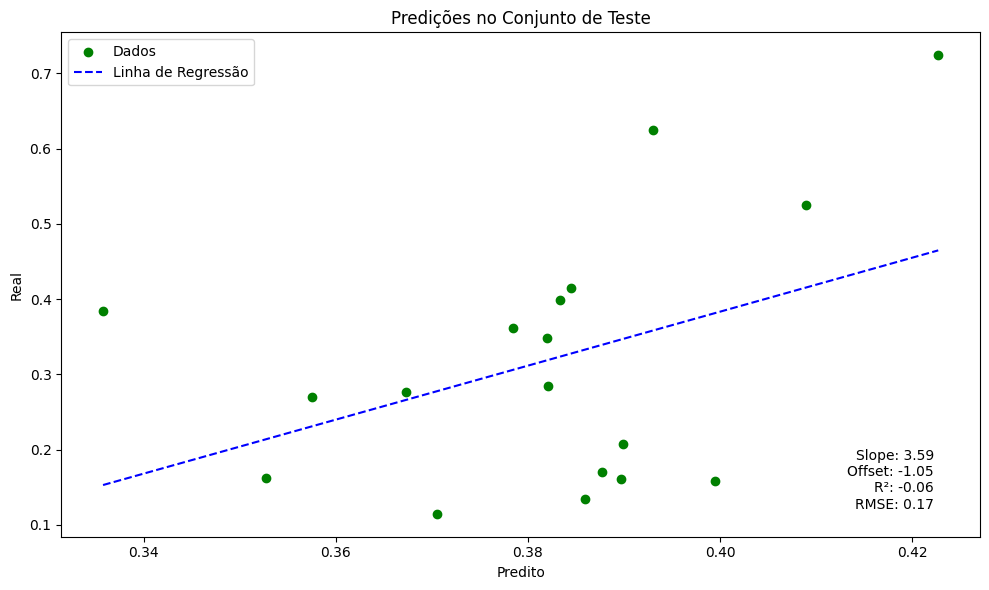 Predições no Conjunto de Teste
Dados
Linha de Regressão
0.7
0.6
0.5
0.4
0.3
0.2
0.1
Real
Slope: 3.59
Offset: -1.05
R²: -0.06
RMSE: 0.17
0.34
0.36
0.38
0.40
0.42
Predito